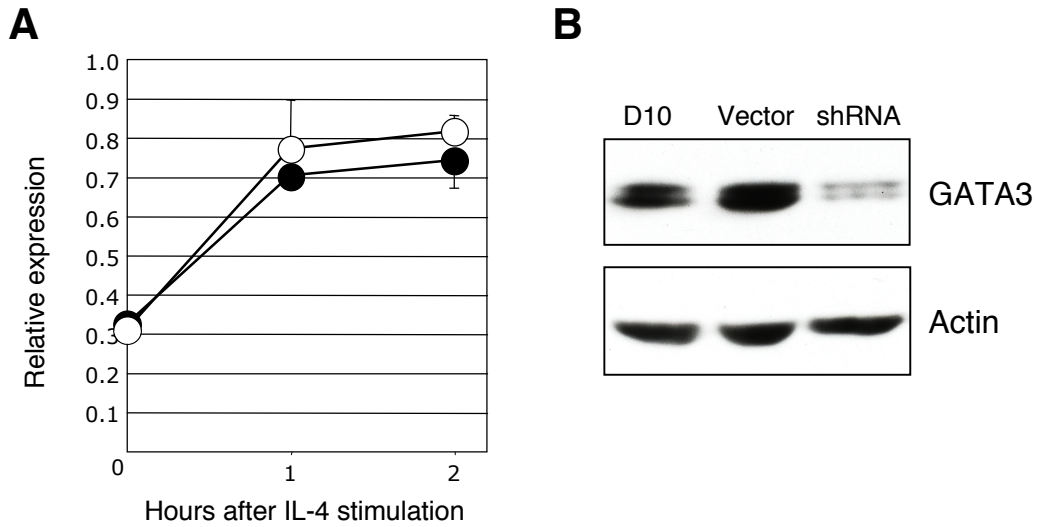 A
1.0
0.9
0.8
0.7
0.6
0.5
0.4
0.3
0.2
0.1
0
1
2
Relative expression
Hours after IL-4 stimulation
B
D10 Vector shRNA
GATA3
Actin